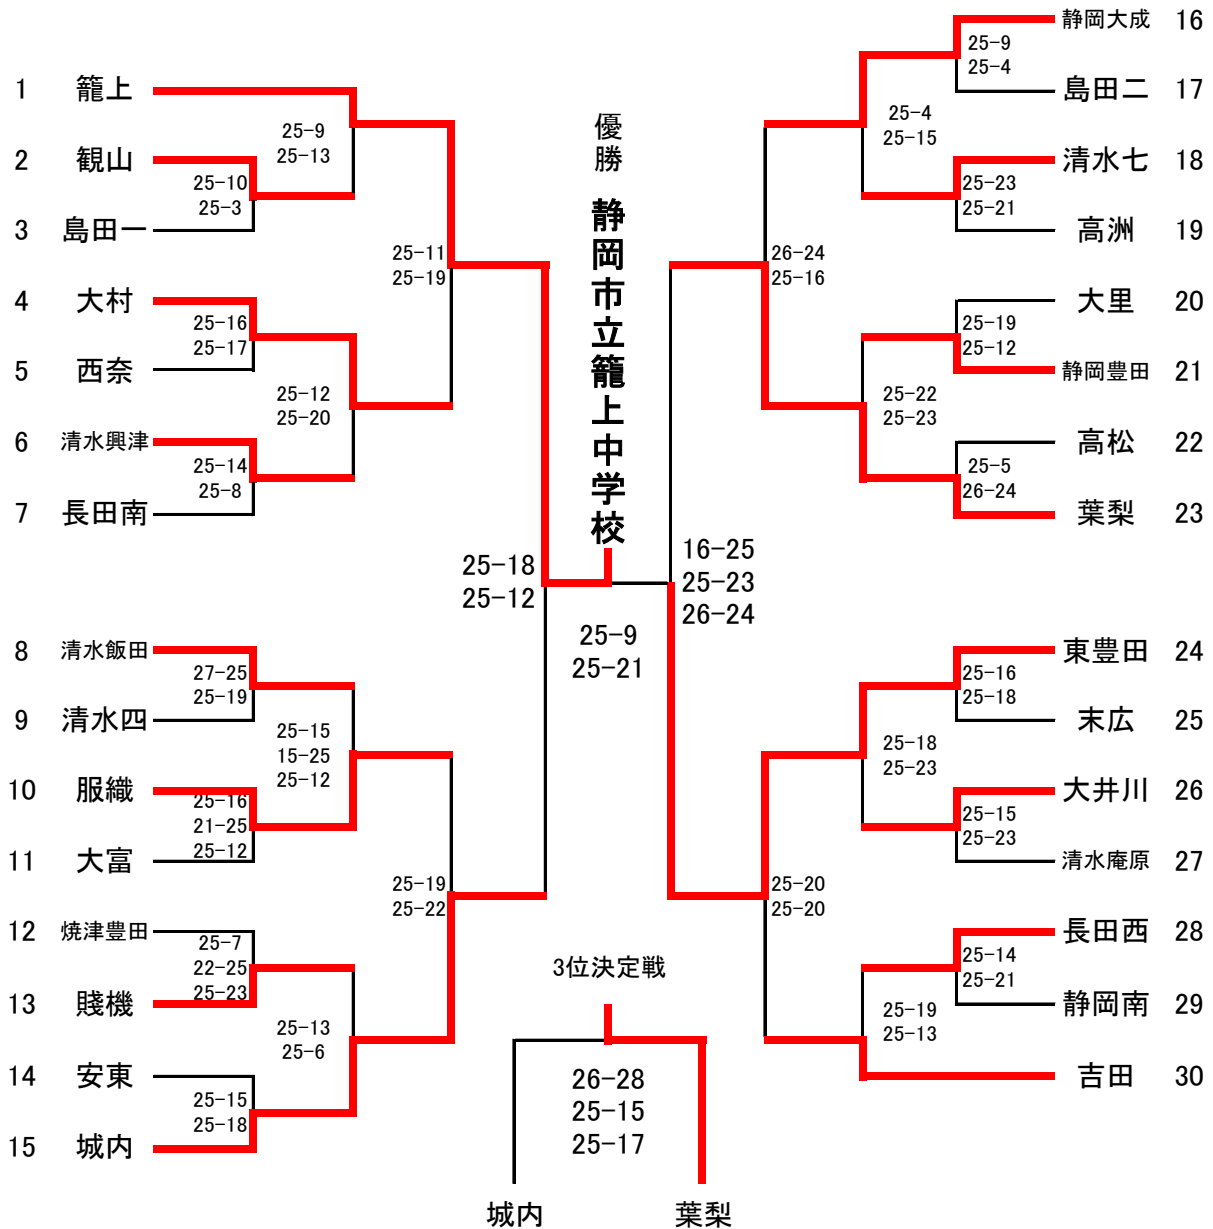 1 籠上
25-9
25-13
2 観山
25-10
25-3
3 島田一
25-11
25-19
4 大村
25-16
25-17
5 西奈
25-12
25-20
6 清水興津
25-14
25-8
7 長田南
25-18
25-12
8 清水飯田
27-25
25-19
9 清水四
25-15
15-25
25-12
10 服織
25-16
21-25
25-12
11 大富
25-19
25-22
12 焼津豊田
25-7
22-25
25-23
13 賤機
25-13
25-6
14 安東
25-15
25-18
15 城内
優勝
静岡市立籠上中学校
25-9
25-21
3位決定戦
26-28
25-15
25-17
城内
葉梨
静岡大成 16
25-9
25-4
島田二 17
25-4
25-15
清水七 18
25-23
25-21
高洲 19
26-24
25-16
大里 20
25-19
25-12
静岡豊田 21
25-22
25-23
高松 22
25-5
26-24
葉梨 23
16-25
25-23
26-24
東豊田 24
25-16
25-18
末広 25
25-18
25-23
大井川 26
25-15
25-23
清水庵原 27
25-20
25-20
長田西 28
25-14
25-21
静岡南 29
25-19
25-13
吉田 30